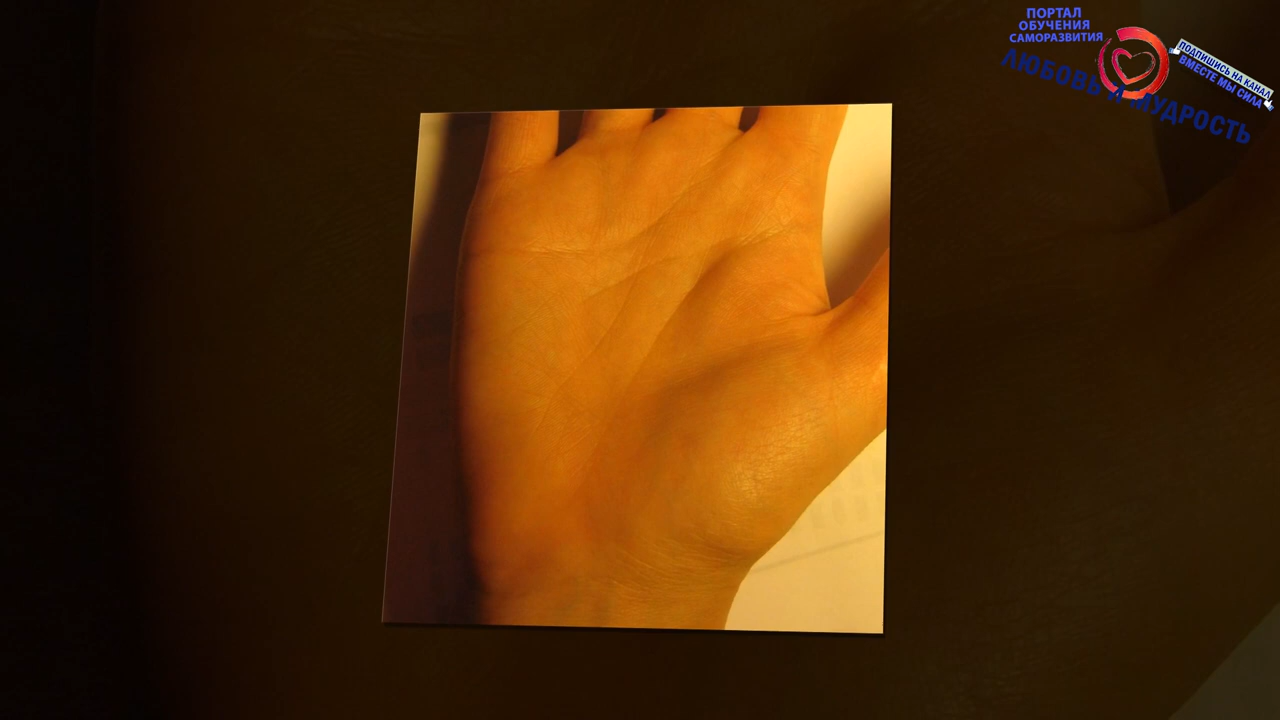 ПОРТАЛ
ОБУЧЕНИЯ
САМОРАЗВИТИЯ
ЛЮБОВЬ И МУДРОСТЬ
ПОДПИШИСЬ НА КАНАЛ
ВМЕСТЕ МЫ СИЛА